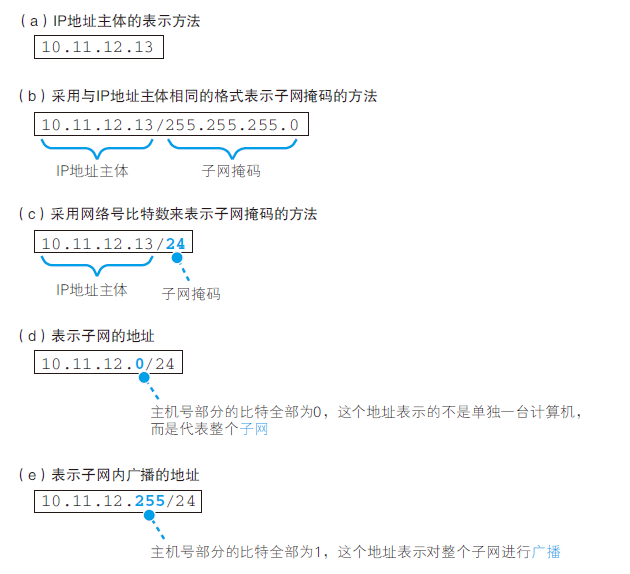 （a）IP地址主体的表示方法
10.11.12.13
（b）采用与IP地址主体相同的格式表示子网掩码的方法
10.11.12.13/255.255.255.0
IP地址主体 子网掩码
（c）采用网络号比特数来表示子网掩码的方法
10.11.12.13/24
IP地址主体 子网掩码
（d）表示子网的地址
10.11.12.0/24
主机号部分的比特全部为0，这个地址表示的不是单独一台计算机，
而是代表整个子网
（e）表示子网内广播的地址
10.11.12.255/24
主机号部分的比特全部为1，这个地址表示对整个子网进行广播